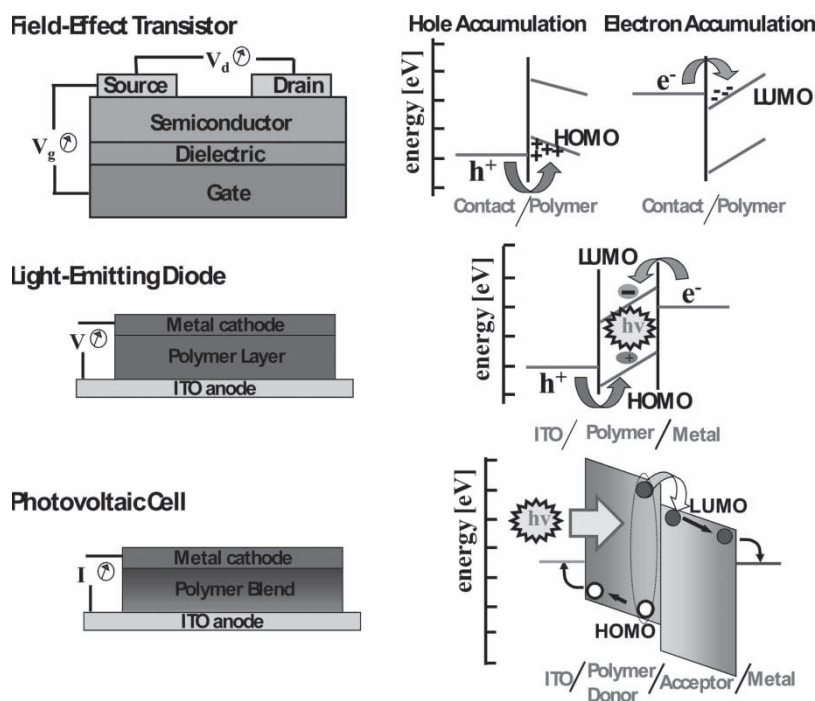 Field-Effect Transistor
V_d
Source
Drain
Semiconductor
V_g
Dielectric
Gate
Hole Accumulation
Electron Accumulation
energy [eV]
HOMO
h⁺
Contact/Polymer
e⁻
LUMO
Contact/Polymer
Light-Emitting Diode
V
Metal cathode
Polymer Layer
ITO anode
energy [eV]
LUMO
e⁻
hv
h⁺
HOMO
ITO/Polymer/Metal
Photovoltaic Cell
I
Metal cathode
Polymer Blend
ITO anode
energy [eV]
hv
LUMO
HOMO
ITO/Polymer/Acceptor/Metal
Donor